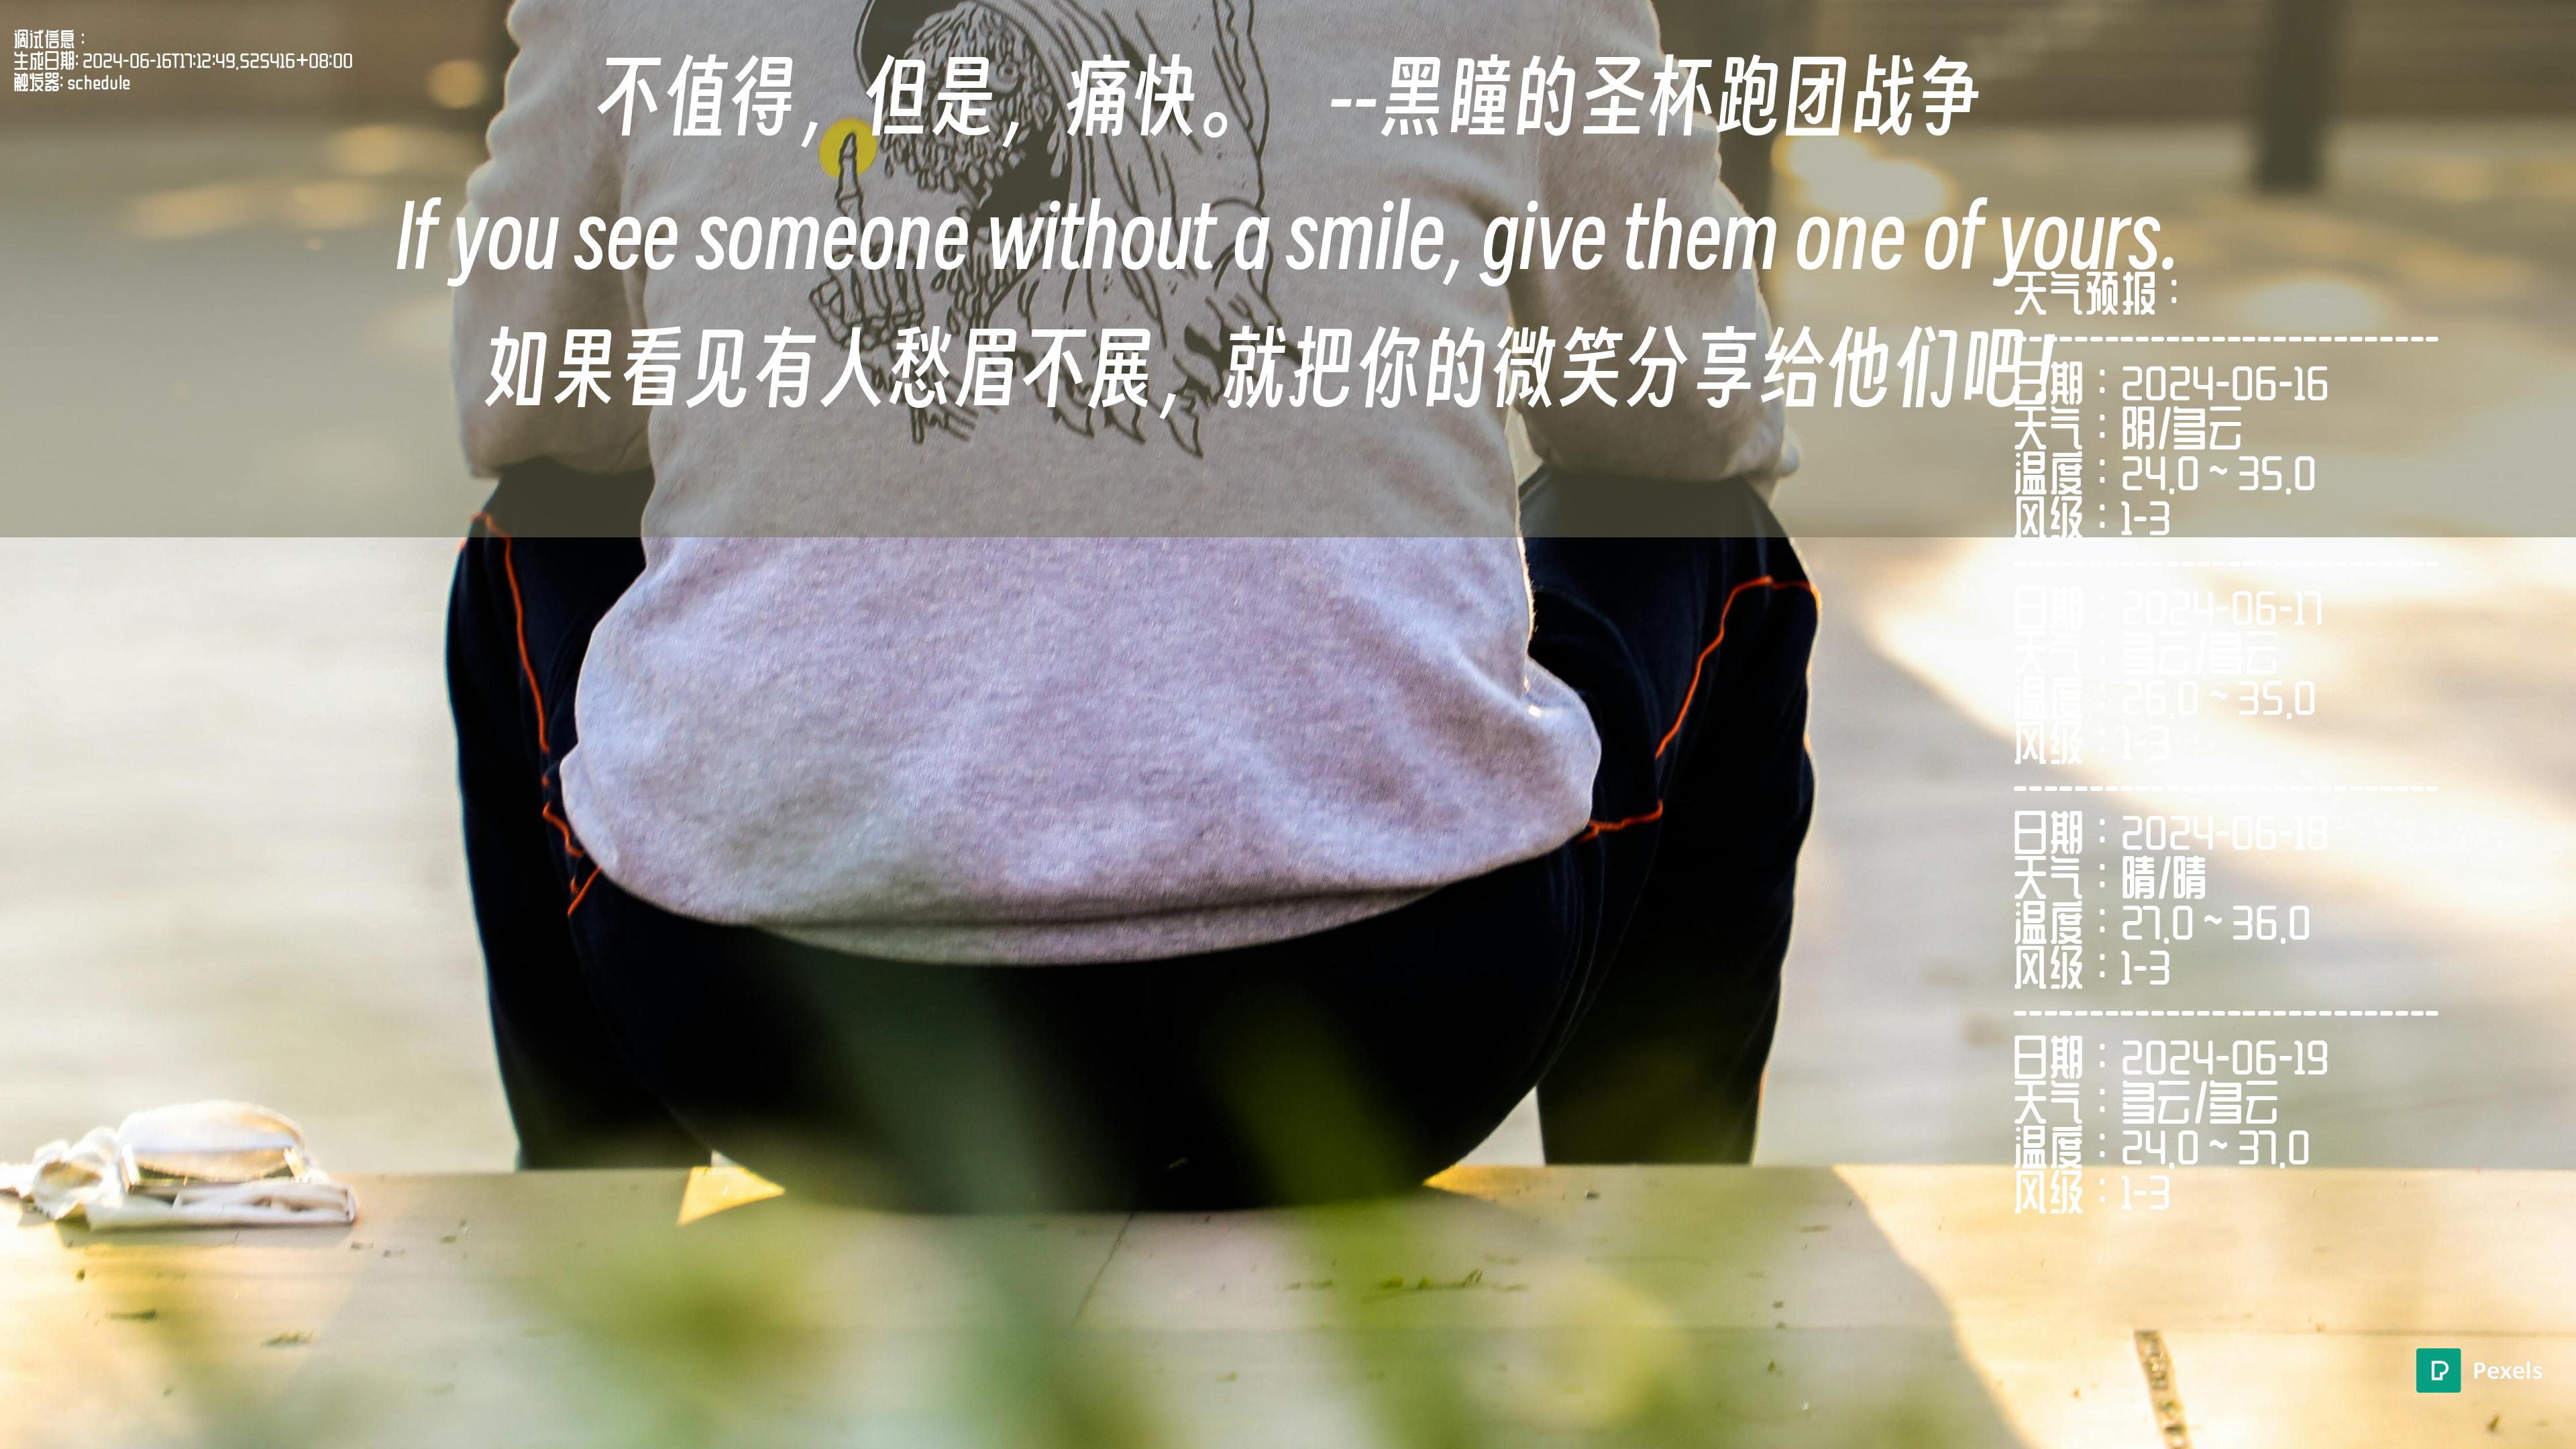 调试信息：
生成日期: 2024-06-16T17:12:49.525416+08:00
触发器: schedule
不值得，但是，痛快。 --黑瞳的圣杯跑团战争
If you see someone without a smile, give them one of yours.
如果看见有人愁眉不展，就把你的微笑分享给他们吧！
天气预报：
------------------------
日期：2024-06-16
天气：阴/多云
温度：24.0 ~ 35.0
风级：1-3
------------------------
日期：2024-06-17
天气：多云/多云
温度：26.0 ~ 35.0
风级：1-3
------------------------
日期：2024-06-18
天气：晴/晴
温度：27.0 ~ 36.0
风级：1-3
------------------------
日期：2024-06-19
天气：多云/多云
温度：24.0 ~ 37.0
风级：1-3
Pexels